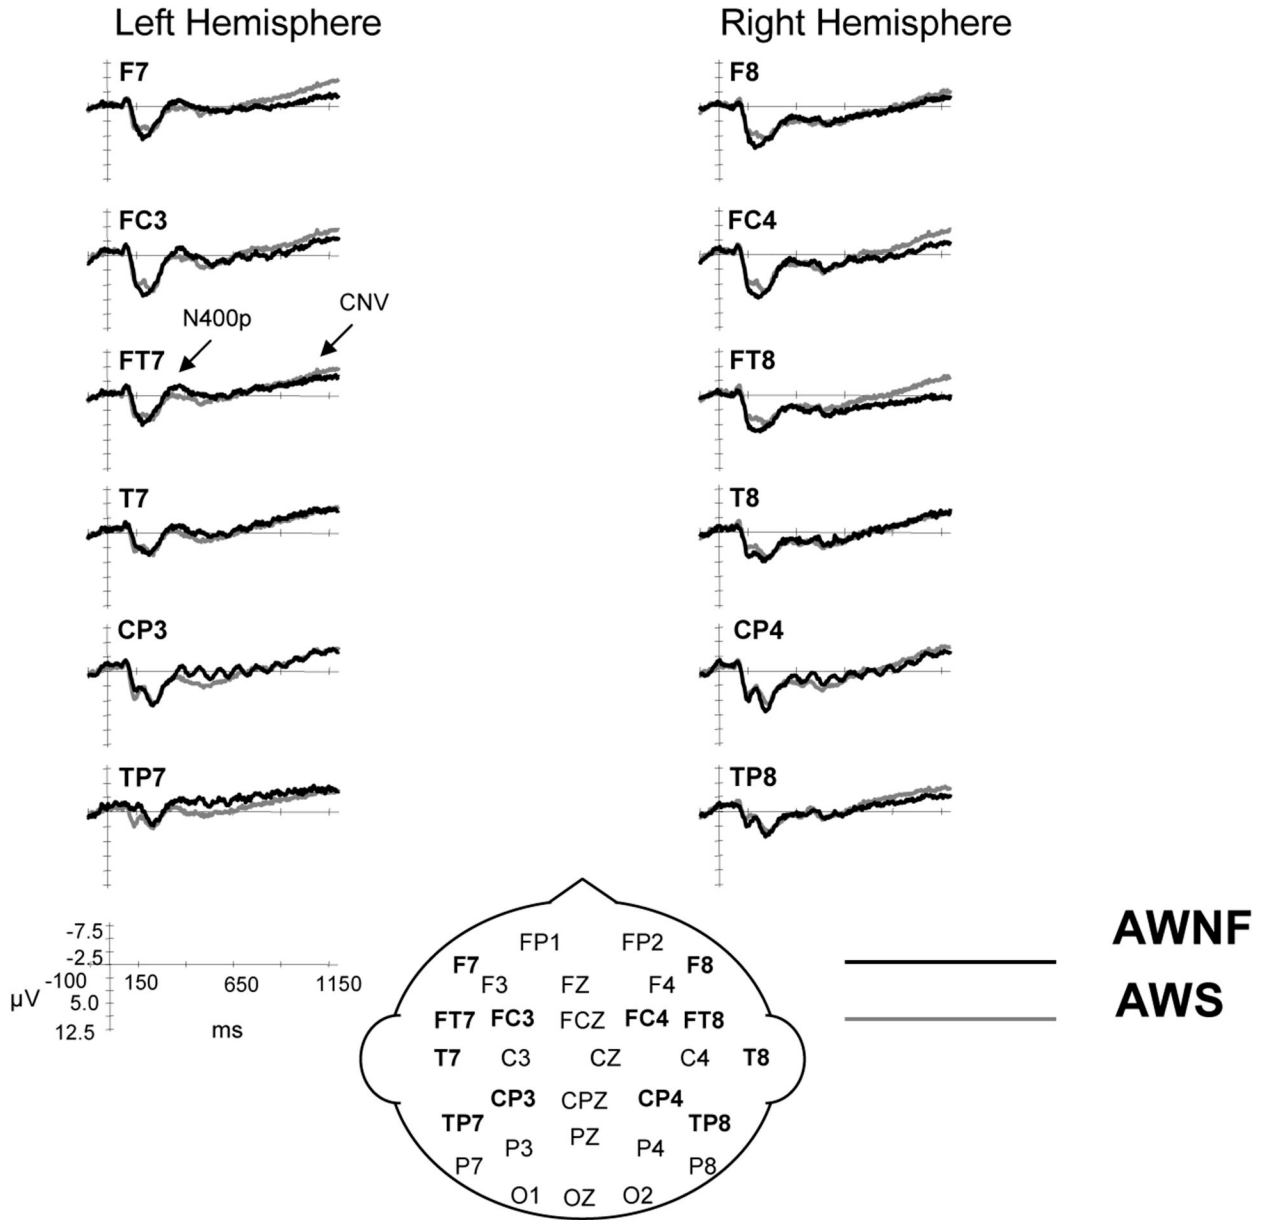 Left Hemisphere Right Hemisphere
F7 F8
FC3 FC4
N400p CNV
FT7 FT8
T7 T8
CP3 CP4
TP7 TP8
-7.5
-2.5
-100 150 650 1150
µV 5.0
12.5 ms
FP1 FP2
F7 F8
F3 FZ F4
FT7 FC3 FCZ FC4 FT8
T7 C3 CZ C4 T8
CP3 CPZ CP4
TP7 TP8
P3 PZ P4
P7 P8
O1 OZ O2
AWNF
AWS